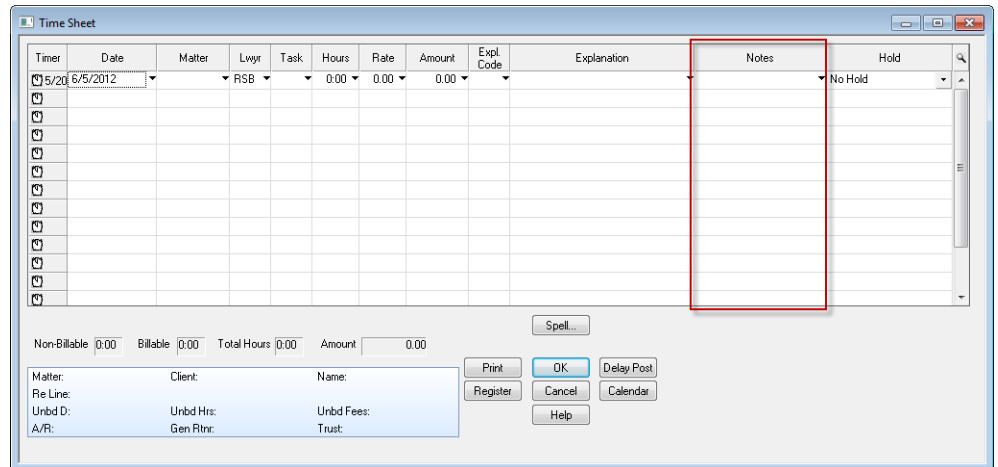 Time Sheet
Timer Date Matter Lwyr Task Hours Rate Amount Expl. Code Explanation Notes Hold
5/20 6/5/2012 RSB 0:00 0.00 0.00 No Hold
Spell...
Non-Billable 0:00 Billable 0:00 Total Hours 0:00 Amount 0.00
Print OK Delay Post
Register Cancel Calendar
Help
Matter: Client: Name:
Re Line:
Unbd D: Unbd Hrs: Unbd Fees:
A/R: Gen Rtnr: Trust: